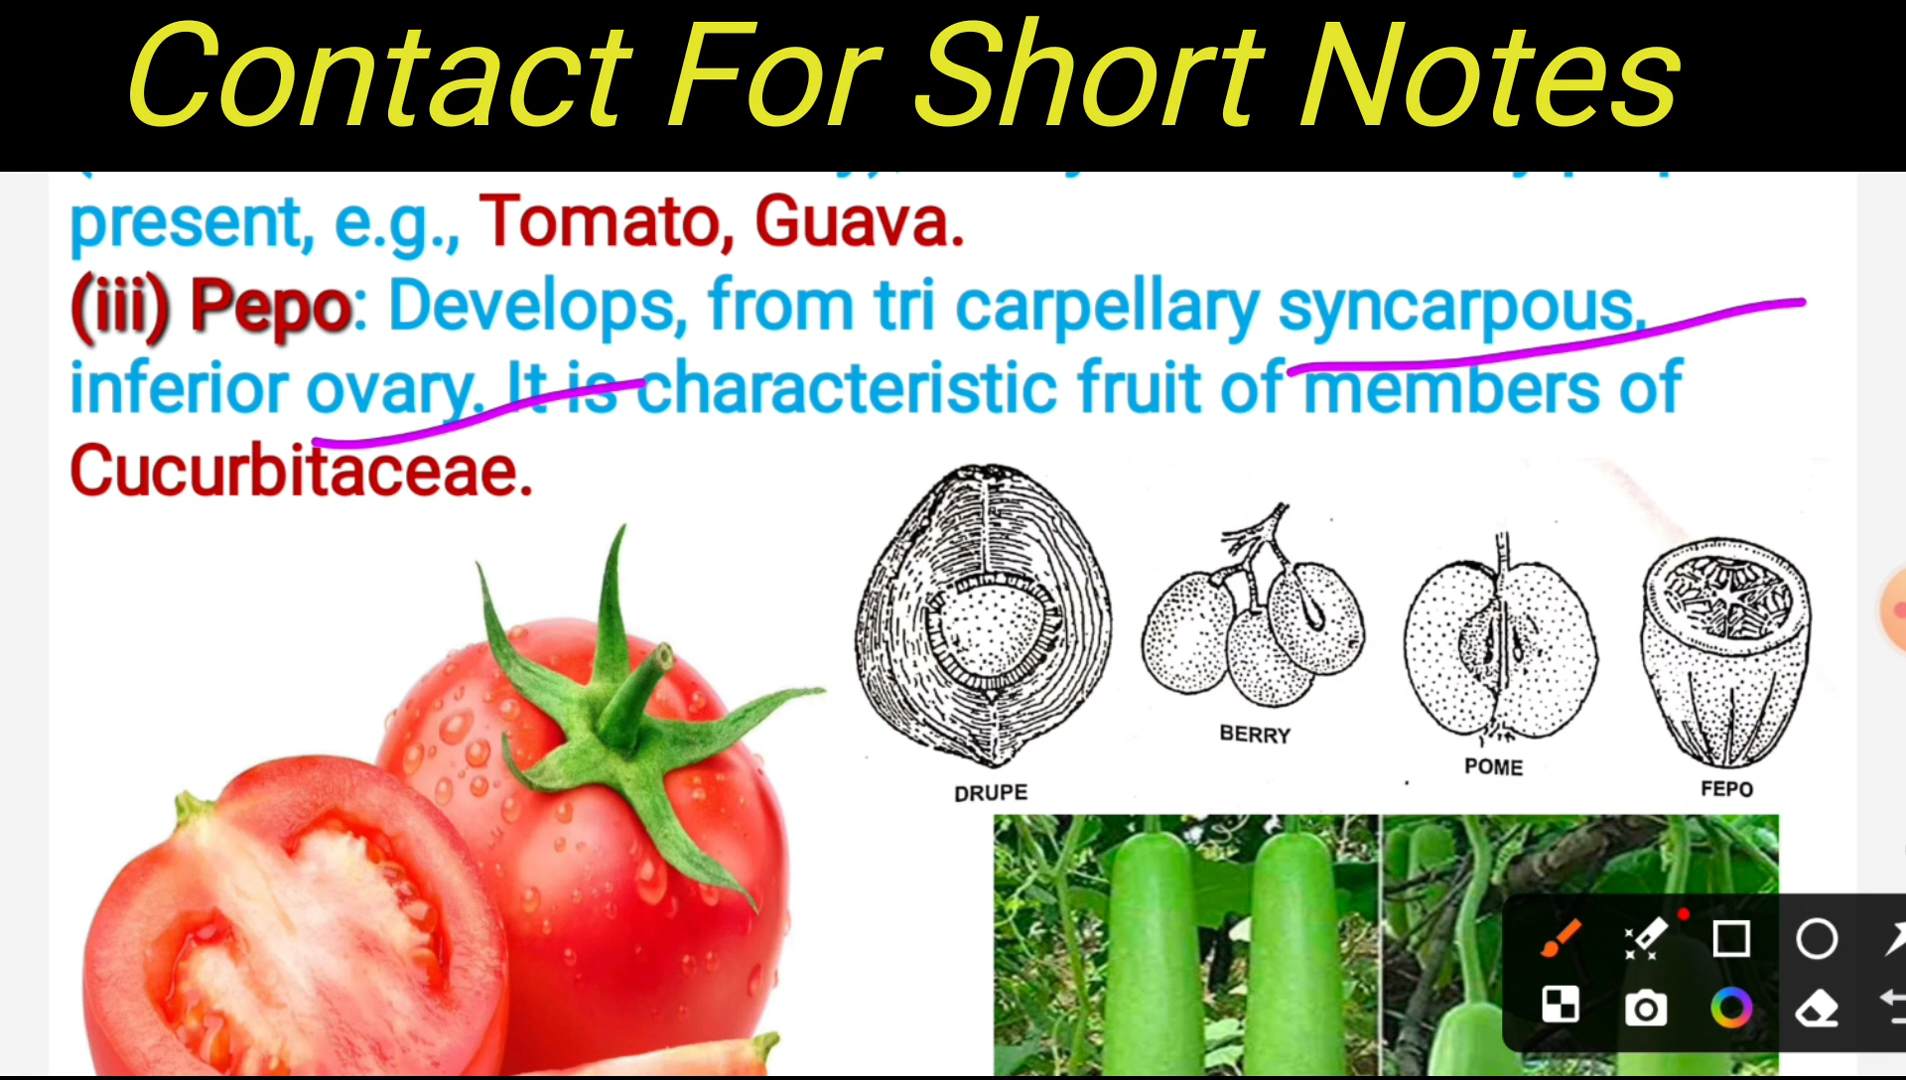 Contact For Short Notes
present, e.g., Tomato, Guava.
(iii) Pepo: Develops, from tri carpellary syncarpous,
inferior ovary. It is characteristic fruit of members of
Cucurbitaceae.
DRUPE
BERRY
POME
FEPO